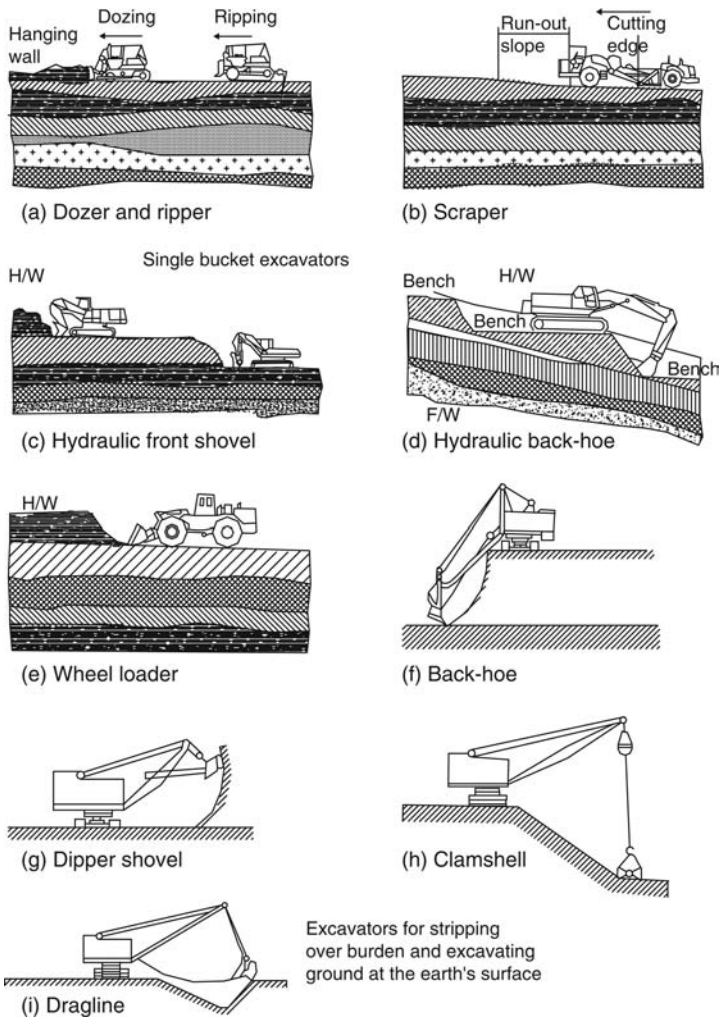 Dozing
Ripping
Hanging
wall
(a) Dozer and ripper
Run-out
slope
Cutting
edge
(b) Scraper
Single bucket excavators
H/W
(c) Hydraulic front shovel
Bench
H/W
Bench
Bench
F/W
(d) Hydraulic back-hoe
H/W
(e) Wheel loader
(f) Back-hoe
(g) Dipper shovel
(h) Clamshell
(i) Dragline
Excavators for stripping
over burden and excavating
ground at the earth's surface